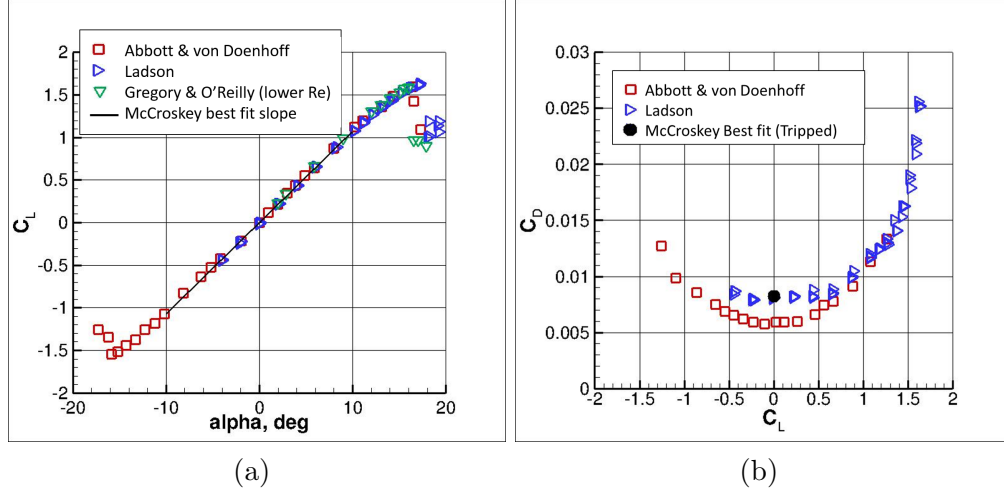 Abbott & von Doenhoff
Ladson
Gregory & O'Reilly (lower Re)
McCroskey best fit slope
2
1.5
1
0.5
0
-0.5
-1
-1.5
-2
C_L
-20 -10 0 10 20
alpha, deg
(a)
Abbott & von Doenhoff
Ladson
McCroskey Best fit (Tripped)
0.03
0.025
0.02
0.015
0.01
0.005
0
C_D
-2 -1.5 -1 -0.5 0 0.5 1 1.5 2
C_L
(b)